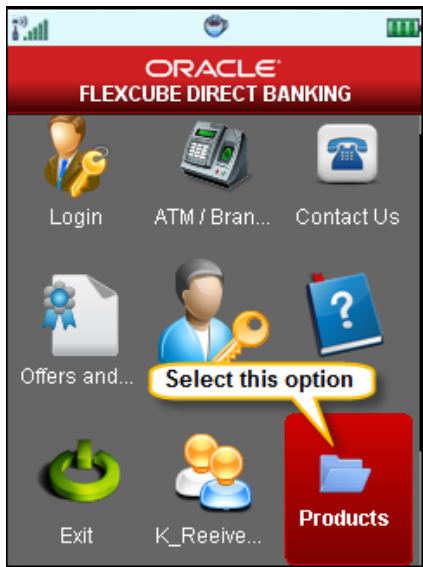 ORACLE
FLEXCUBE DIRECT BANKING
Login
ATM / Bran...
Contact Us
Offers and...
Select this option
Exit
K_Reeive...
Products